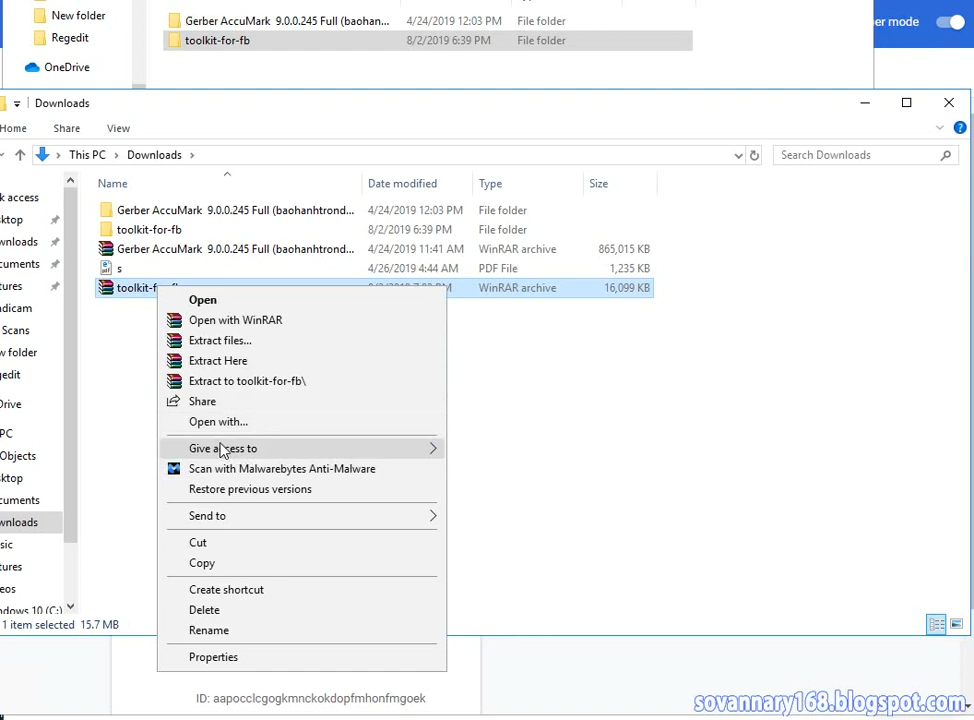 New folder
Regedit
OneDrive
Gerber AccuMark 9.0.0.245 Full (baohan... 4/24/2019 12:03 PM File folder
toolkit-for-fb 8/2/2019 6:39 PM File folder
er mode
Downloads
Home Share View
This PC Downloads
Search Downloads
Name Date modified Type Size
k access
ktop
wnloads
cuments
tures
ndicam
Scans
w folder
egedit
Drive
PC
Objects
sktop
cuments
wnloads
sic
tures
eos
ndows 10 (C:)
Gerber AccuMark 9.0.0.245 Full (baohantrond... 4/24/2019 12:03 PM File folder
toolkit-for-fb 8/2/2019 6:39 PM File folder
Gerber AccuMark 9.0.0.245 Full (baohantrond... 4/24/2019 11:41 AM WinRAR archive 865,015 KB
s 4/26/2019 4:44 AM PDF File 1,235 KB
WinRAR archive 16,099 KB
Open
Open with WinRAR
Extract files...
Extract Here
Extract to toolkit-for-fb\
Share
Open with...
Give access to
Scan with Malwarebytes Anti-Malware
Restore previous versions
Send to
Cut
Copy
Create shortcut
Delete
Rename
Properties
1 item selected 15.7 MB
ID: aapocclcgogkmnckokdopfmhonfmgoek
sovannary168.blogspot.com